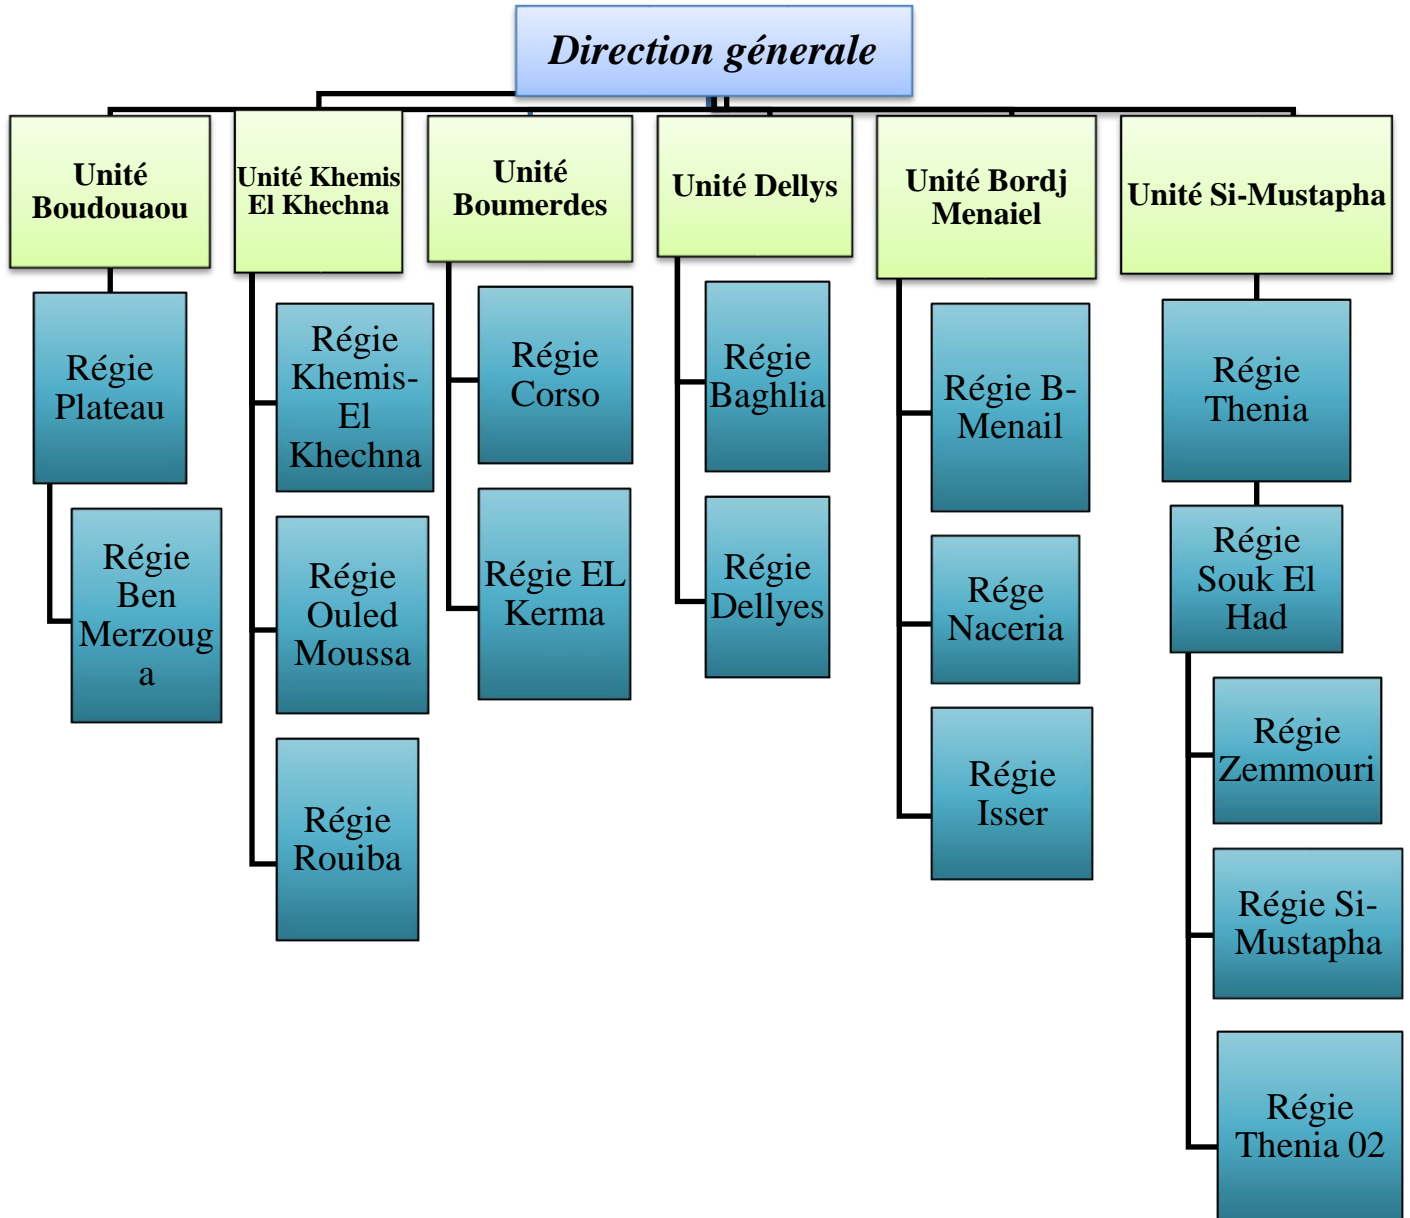 Direction génerale
Unité
Boudouaou
Unité Khemis
El Khechna
Unité
Boumerdes
Unité Dellys
Unité Bordj
Menaiel
Unité Si-Mustapha
Régie
Plateau
Régie
Ben
Merzoug
a
Régie
Khemis-
El
Khechna
Régie
Ouled
Moussa
Régie
Rouiba
Régie
Corso
Régie EL
Kerma
Régie
Baghlia
Régie
Dellyes
Régie B-
Menail
Rége
Naceria
Régie
Isser
Régie
Thenia
Régie
Souk El
Had
Régie
Zemmouri
Régie Si-
Mustapha
Régie
Thenia 02